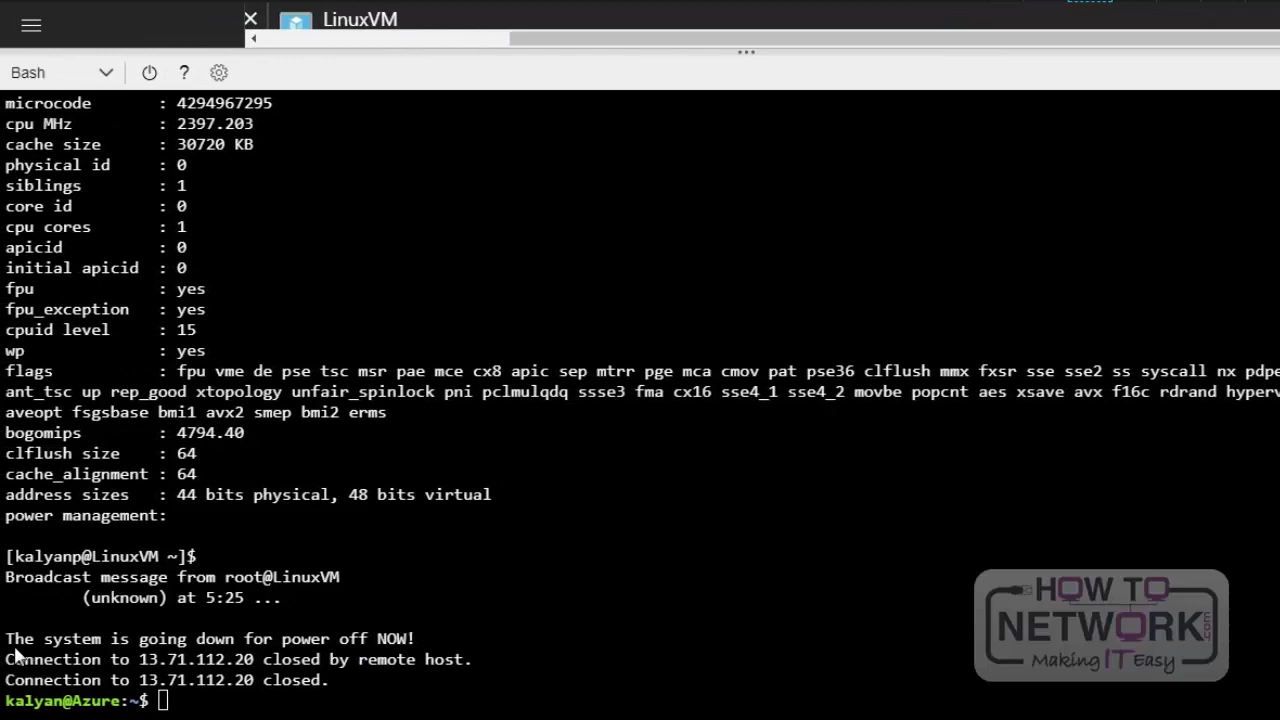 LinuxVM
Bash
microcode : 4294967295
cpu MHz : 2397.203
cache size : 30720 KB
physical id : 0
siblings : 1
core id : 0
cpu cores : 1
apicid : 0
initial apicid : 0
fpu : yes
fpu_exception : yes
cpuid level : 15
wp : yes
flags : fpu vme de pse tsc msr pae mce cx8 apic sep mtrr pge mca cmov pat pse36 clflush mmx fxsr sse sse2 ss syscall nx pdpe
ant_tsc up rep_good xtopology unfair_spinlock pni pclmulqdq ssse3 fma cx16 sse4_1 sse4_2 movbe popcnt aes xsave avx f16c rdrand hyperv
aveopt fsgsbase bmi1 avx2 smep bmi2 erms
bogomips : 4794.40
clflush size : 64
cache_alignment : 64
address sizes : 44 bits physical, 48 bits virtual
power management:
[kalyanp@LinuxVM ~]$
Broadcast message from root@LinuxVM
(unknown) at 5:25 ...
The system is going down for power off NOW!
Connection to 13.71.112.20 closed by remote host.
Connection to 13.71.112.20 closed.
kalyan@Azure:~$
HOW TO
NETWORK.com
Making IT Easy